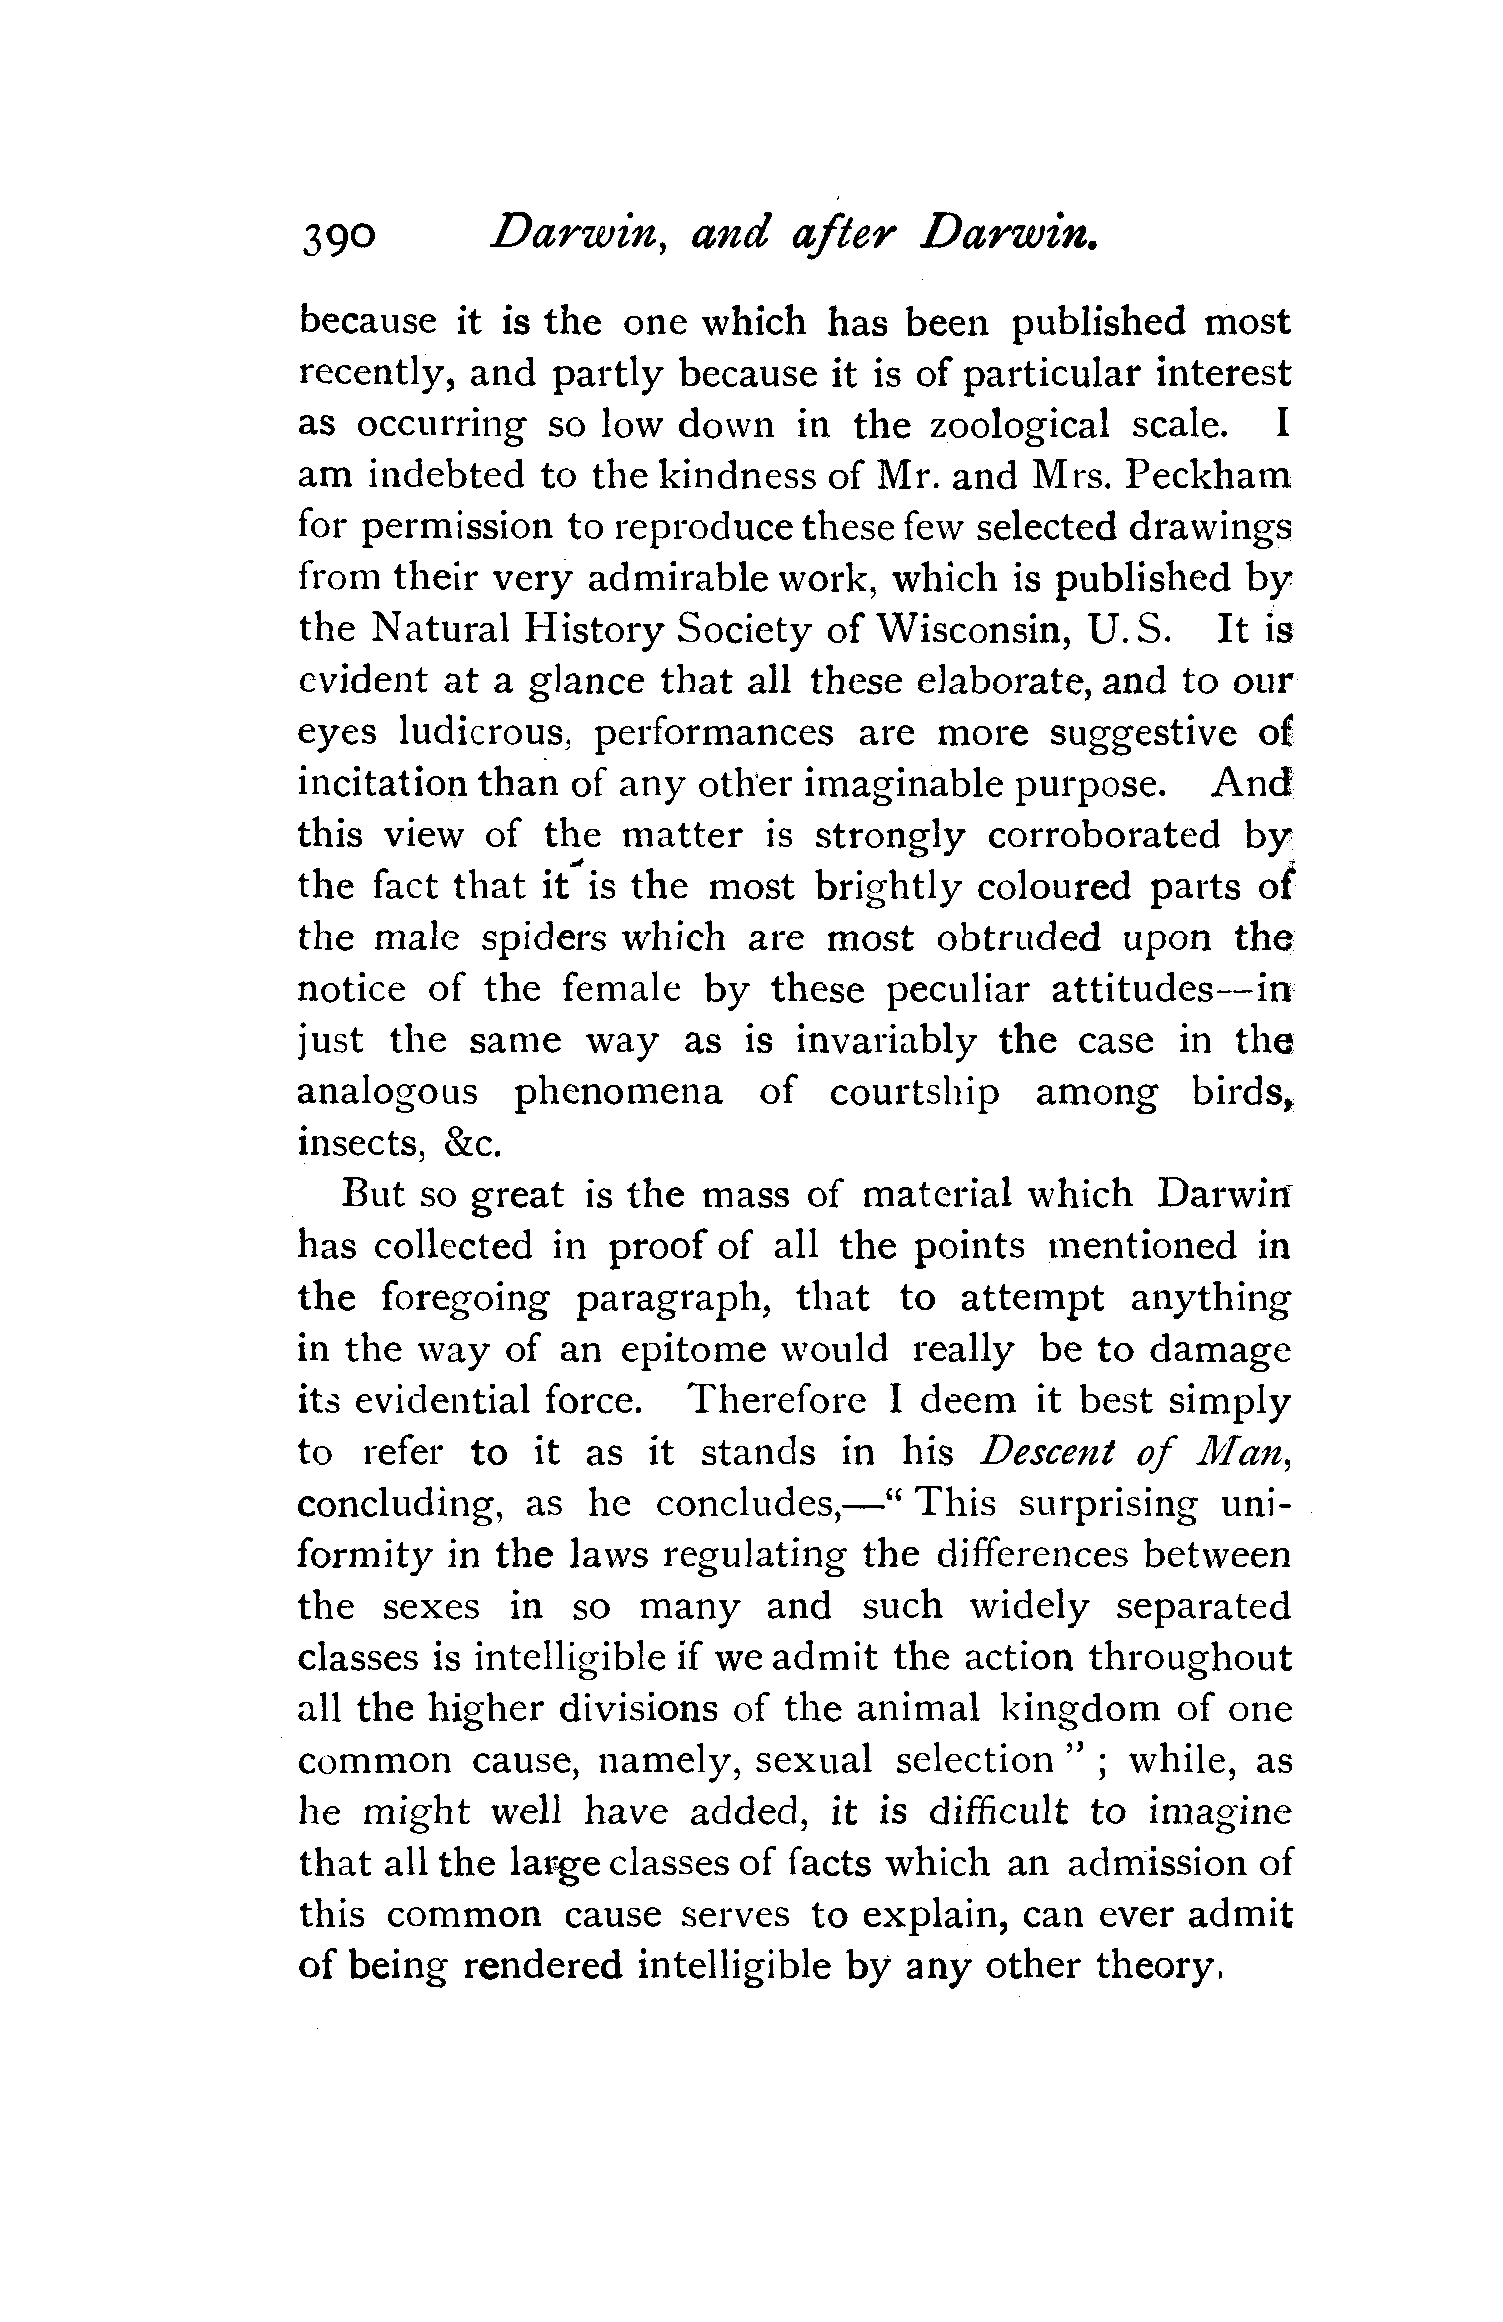 390 Darwin, and after Darwin.
because it is the one which has been published most
recently, and partly because it is of particular interest
as occurring so low down in the zoological scale. I
am indebted to the kindness of Mr. and Mrs. Peckham
for permission to reproduce these few selected drawings
from their very admirable work, which is published by
the Natural History Society of Wisconsin, U.S. It is
evident at a glance that all these elaborate, and to our
eyes ludicrous, performances are more suggestive of
incitation than of any other imaginable purpose. And
this view of the matter is strongly corroborated by
the fact that it is the most brightly coloured parts of
the male spiders which are most obtruded upon the
notice of the female by these peculiar attitudes—in
just the same way as is invariably the case in the
analogous phenomena of courtship among birds,
insects, &c.
But so great is the mass of material which Darwin
has collected in proof of all the points mentioned in
the foregoing paragraph, that to attempt anything
in the way of an epitome would really be to damage
its evidential force. Therefore I deem it best simply
to refer to it as it stands in his Descent of Man,
concluding, as he concludes,—“ This surprising uni-
formity in the laws regulating the differences between
the sexes in so many and such widely separated
classes is intelligible if we admit the action throughout
all the higher divisions of the animal kingdom of one
common cause, namely, sexual selection ” ; while, as
he might well have added, it is difficult to imagine
that all the large classes of facts which an admission of
this common cause serves to explain, can ever admit
of being rendered intelligible by any other theory.